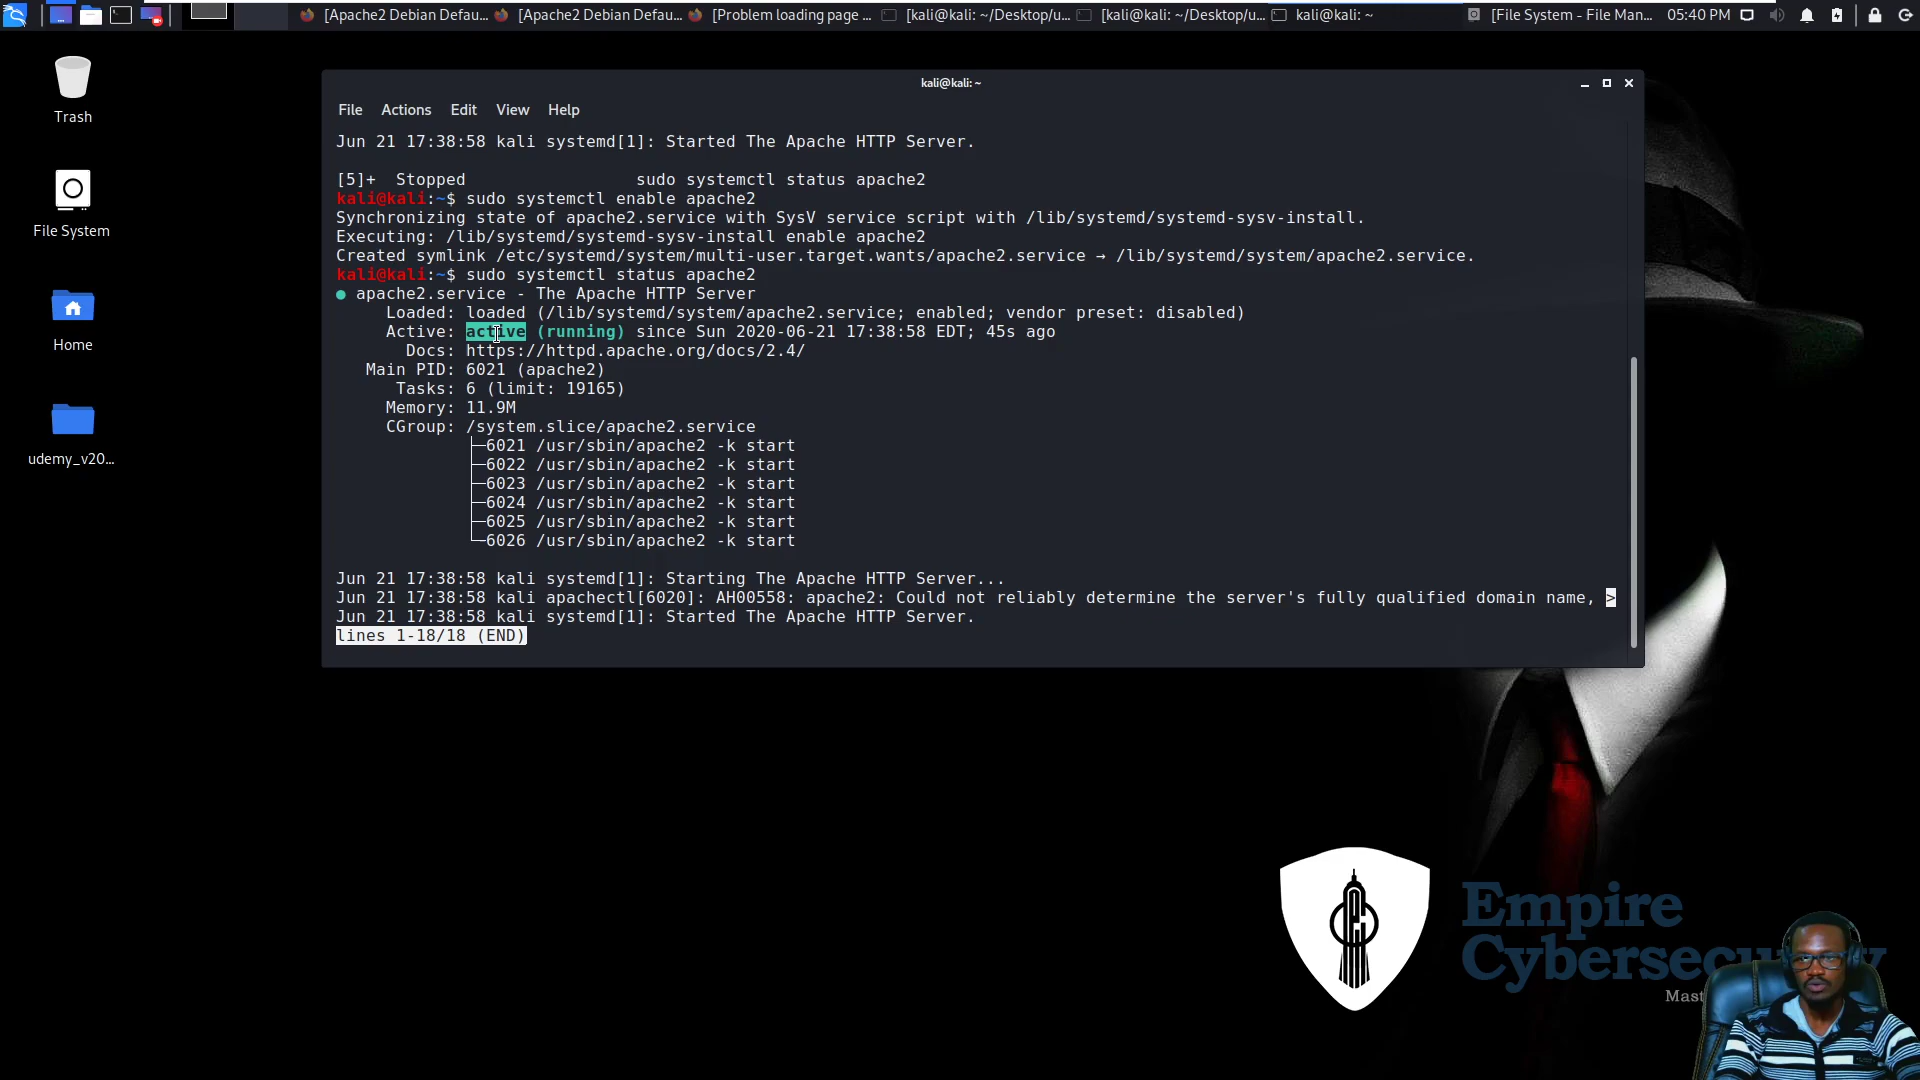 [Apache2 Debian Defau... [Apache2 Debian Defau... [Problem loading page ... [kali@kali: ~/Desktop/u... [kali@kali: ~/Desktop/u... kali@kali: ~ [File System - File Man... 05:40 PM
Trash
File System
Home
udemy_v20...
kali@kali: ~
File Actions Edit View Help
Jun 21 17:38:58 kali systemd[1]: Started The Apache HTTP Server.
[5]+  Stopped                 sudo systemctl status apache2
kali@kali:~$ sudo systemctl enable apache2
Synchronizing state of apache2.service with SysV service script with /lib/systemd/systemd-sysv-install.
Executing: /lib/systemd/systemd-sysv-install enable apache2
Created symlink /etc/systemd/system/multi-user.target.wants/apache2.service → /lib/systemd/system/apache2.service.
kali@kali:~$ sudo systemctl status apache2
● apache2.service - The Apache HTTP Server
     Loaded: loaded (/lib/systemd/system/apache2.service; enabled; vendor preset: disabled)
     Active: active (running) since Sun 2020-06-21 17:38:58 EDT; 45s ago
       Docs: https://httpd.apache.org/docs/2.4/
   Main PID: 6021 (apache2)
      Tasks: 6 (limit: 19165)
     Memory: 11.9M
     CGroup: /system.slice/apache2.service
             ├─6021 /usr/sbin/apache2 -k start
             ├─6022 /usr/sbin/apache2 -k start
             ├─6023 /usr/sbin/apache2 -k start
             ├─6024 /usr/sbin/apache2 -k start
             ├─6025 /usr/sbin/apache2 -k start
             └─6026 /usr/sbin/apache2 -k start
Jun 21 17:38:58 kali systemd[1]: Starting The Apache HTTP Server...
Jun 21 17:38:58 kali apachectl[6020]: AH00558: apache2: Could not reliably determine the server's fully qualified domain name, >
Jun 21 17:38:58 kali systemd[1]: Started The Apache HTTP Server.
lines 1-18/18 (END)
Empire